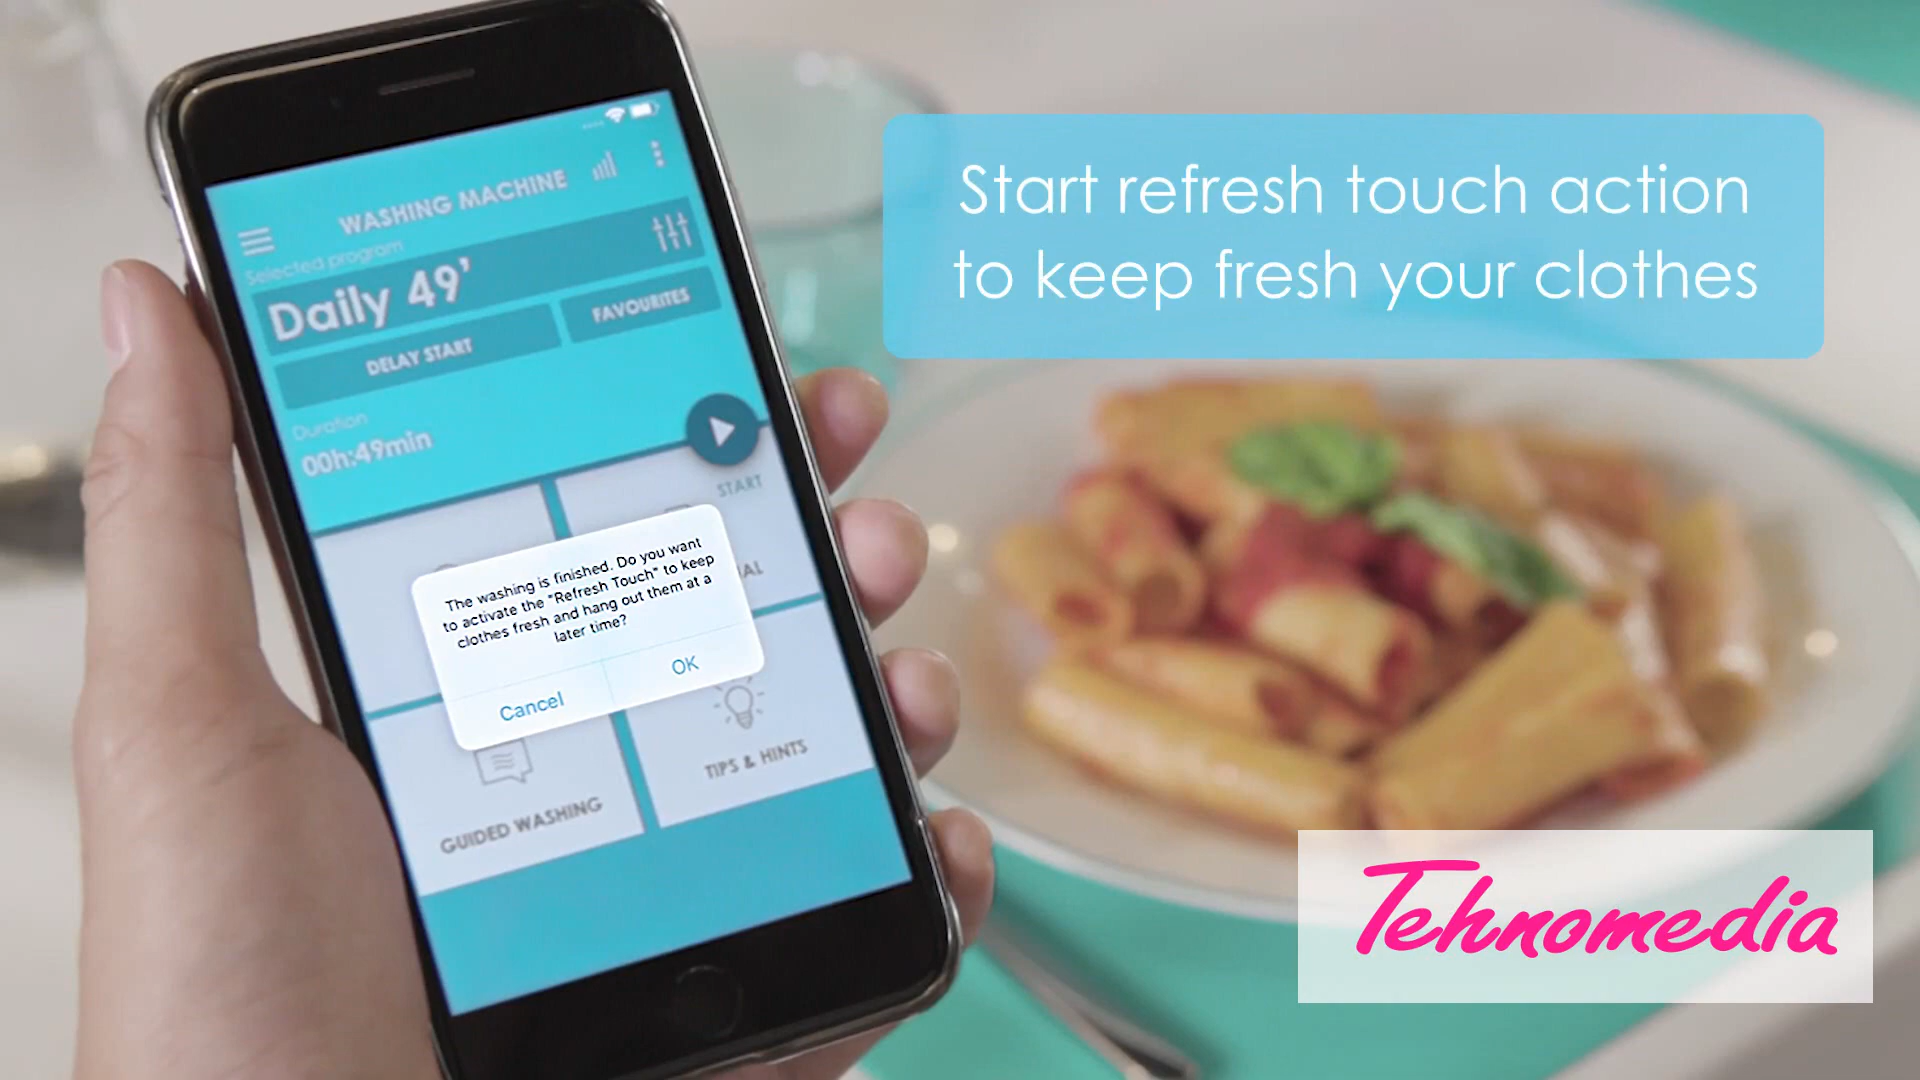 WASHING MACHINE
Selected program
Daily 49'
DELAY START
FAVOURITES
Duration
00h:49min
START
The washing is finished. Do you want
to activate the "Refresh Touch" to keep
clothes fresh and hang out them at a
later time?
Cancel
OK
GUIDED WASHING
TIPS & HINTS
Start refresh touch action
to keep fresh your clothes
Tehnomedia